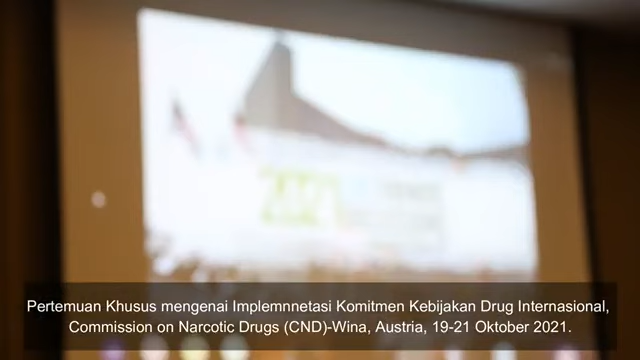 2021
Pertemuan Khusus mengenai Implemnnetasi Komitmen Kebijakan Drug Internasional,
Commission on Narcotic Drugs (CND)-Wina, Austria, 19-21 Oktober 2021.